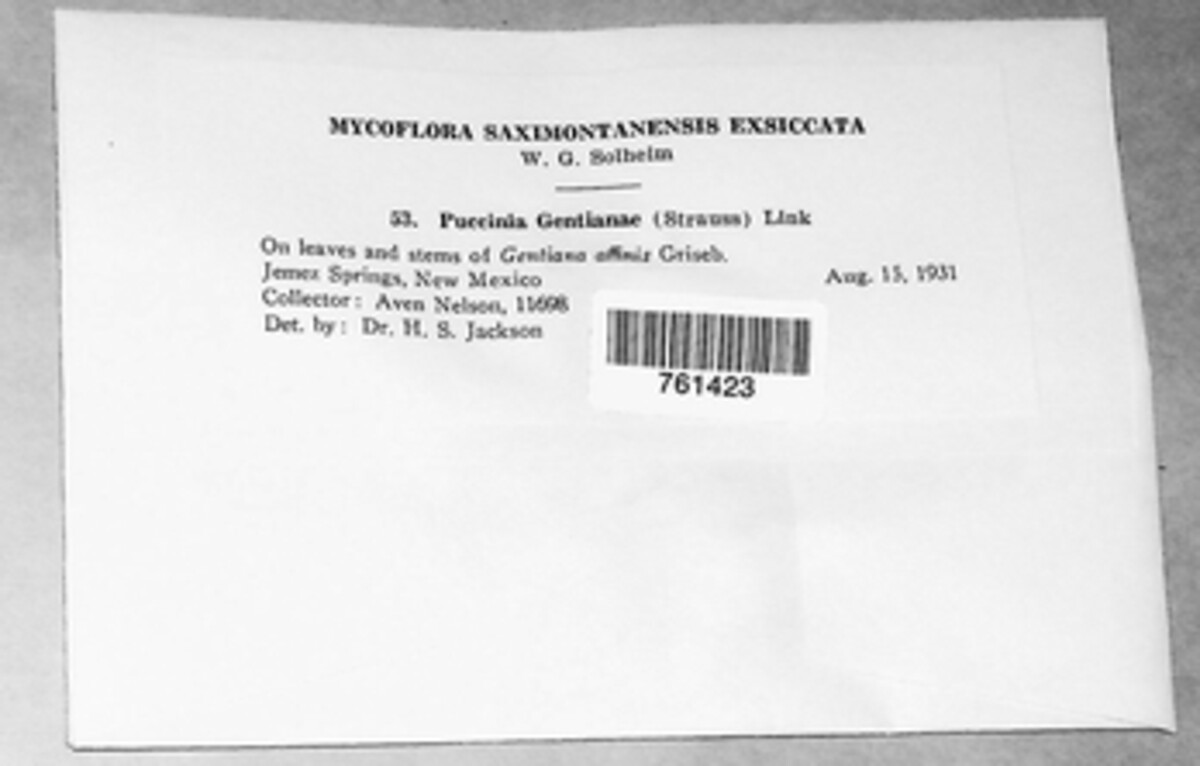 MYCOFLORA SAXIMONTANENSIS EXSICCATA
W. G. Solheim
53. Puccinia Gentianae (Strauss) Link
On leaves and stems of Gentiana affinis Griseb.
Jemez Springs, New Mexico Aug. 15, 1931
Collector: Aven Nelson, 11698
Det. by: Dr. H. S. Jackson
761423